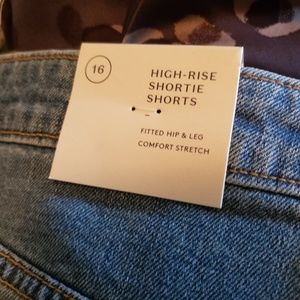 16
HIGH-RISE
SHORTIE
SHORTS
FITTED HIP & LEG
COMFORT STRETCH